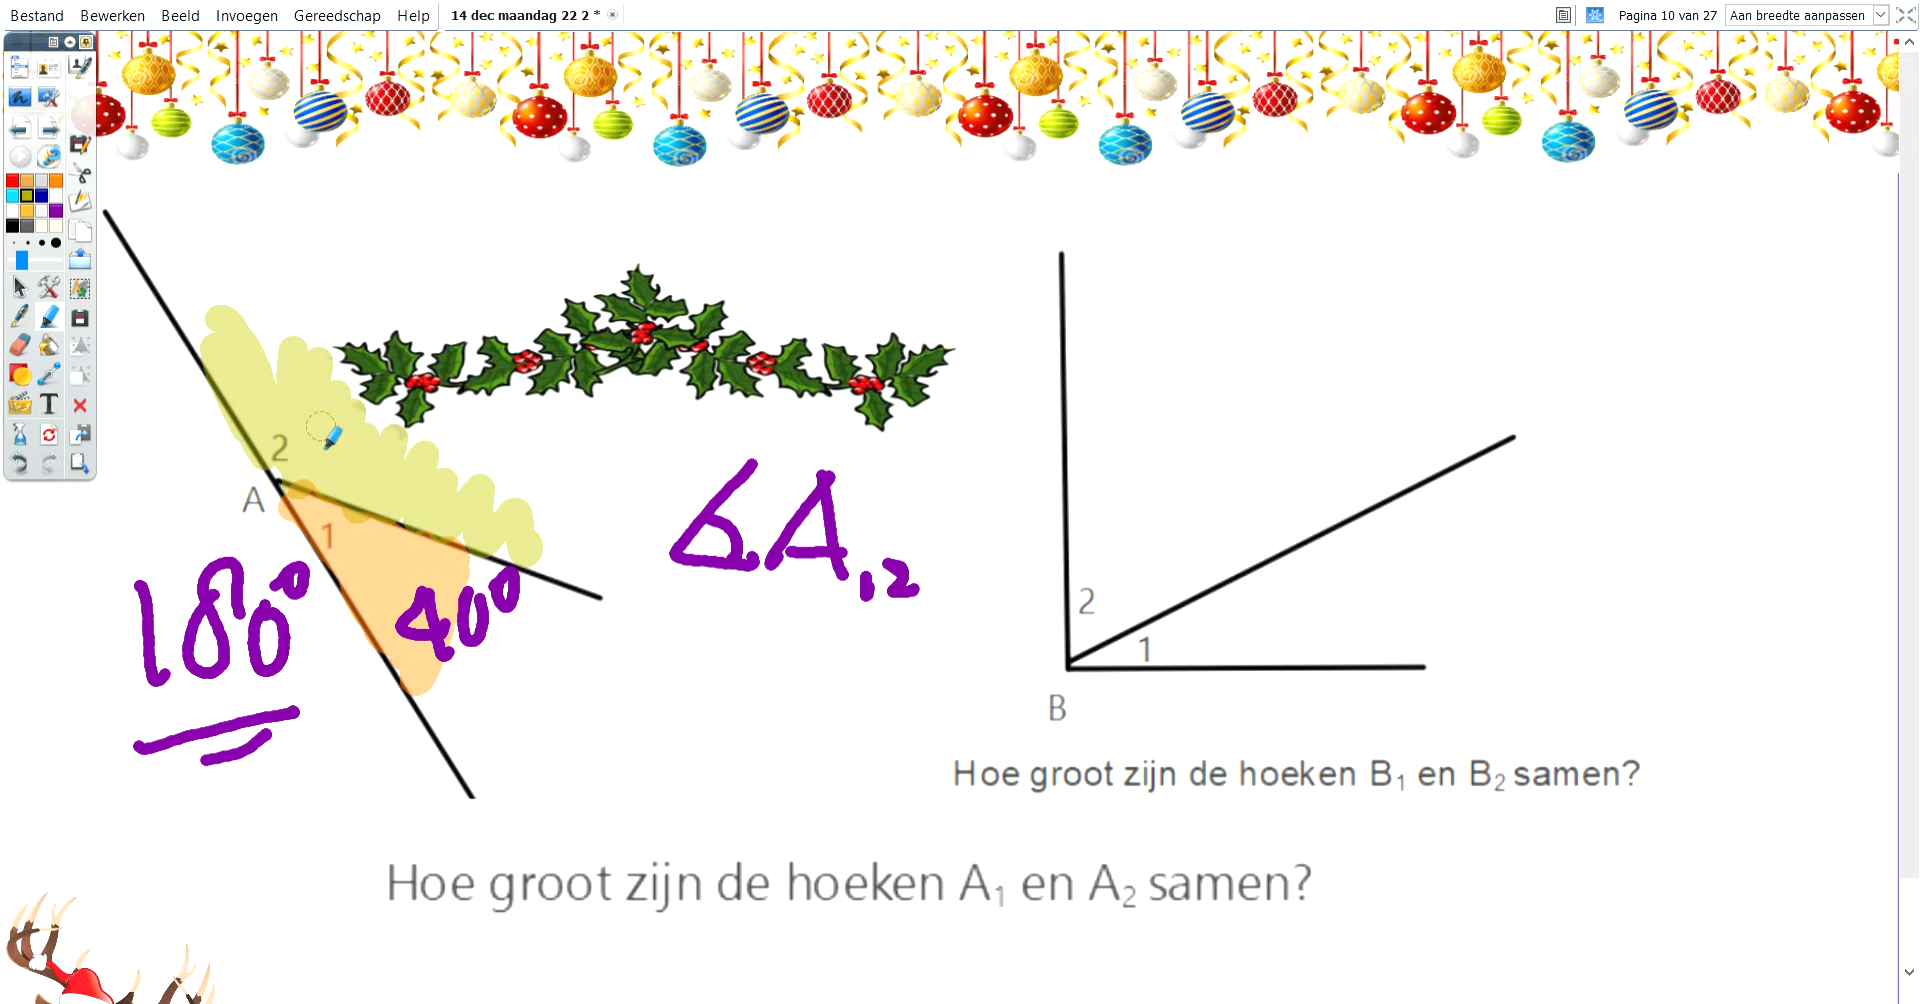 Bestand Bewerken Beeld Invoegen Gereedschap Help 14 dec maandag 22 2 * Pagina 10 van 27 Aan breedte aanpassen
T
2
A
1
180°
40°
∠A₁₂
2
1
B
Hoe groot zijn de hoeken B₁ en B₂ samen?
Hoe groot zijn de hoeken A₁ en A₂ samen?